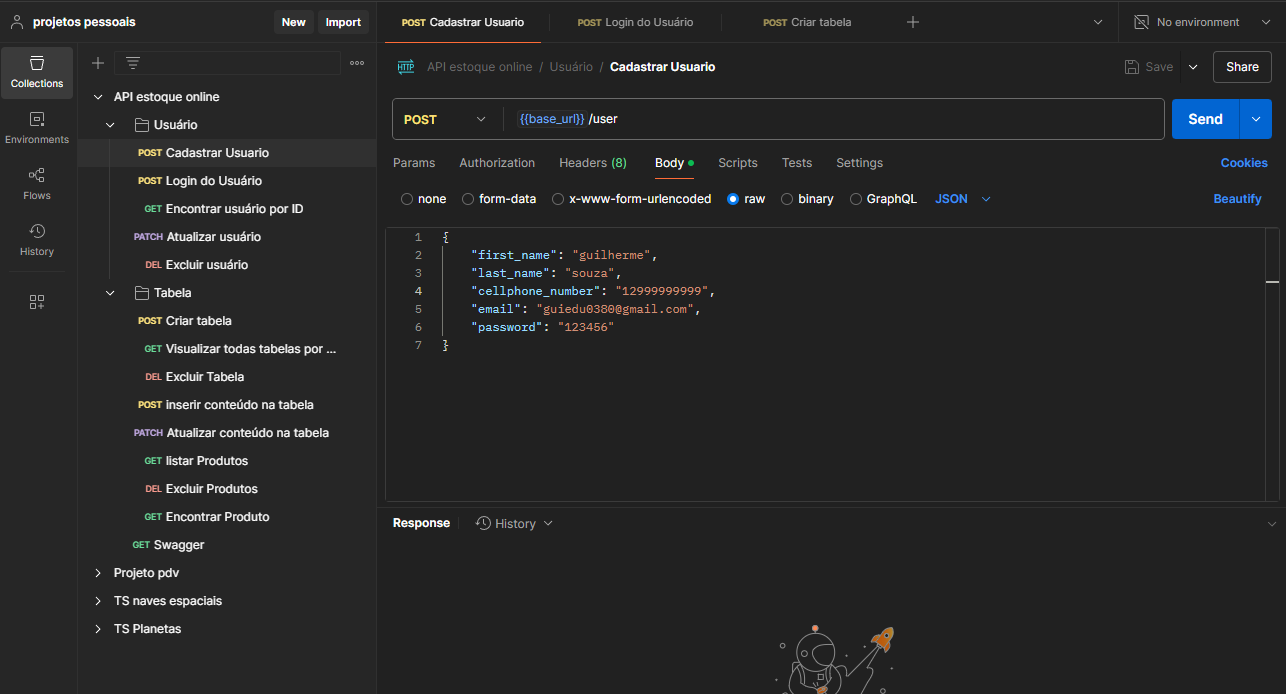 projetos pessoais
New
Import
POST Cadastrar Usuario
POST Login do Usuário
POST Criar tabela
No environment
Collections
Environments
Flows
History
API estoque online
Usuário
POST Cadastrar Usuario
POST Login do Usuário
GET Encontrar usuário por ID
PATCH Atualizar usuário
DEL Excluir usuário
Tabela
POST Criar tabela
GET Visualizar todas tabelas por ...
DEL Excluir Tabela
POST inserir conteúdo na tabela
PATCH Atualizar conteúdo na tabela
GET listar Produtos
DEL Excluir Produtos
GET Encontrar Produto
GET Swagger
Projeto pdv
TS naves espaciais
TS Planetas
HTTP API estoque online / Usuário / Cadastrar Usuario
Save
Share
POST
{{base_url}} /user
Send
Params Authorization Headers (8) Body Scripts Tests Settings
Cookies
none form-data x-www-form-urlencoded raw binary GraphQL JSON
Beautify
1 {
2 "first_name": "guilherme",
3 "last_name": "souza",
4 "cellphone_number": "12999999999",
5 "email": "guiedu0380@gmail.com",
6 "password": "123456"
7 }
Response
History